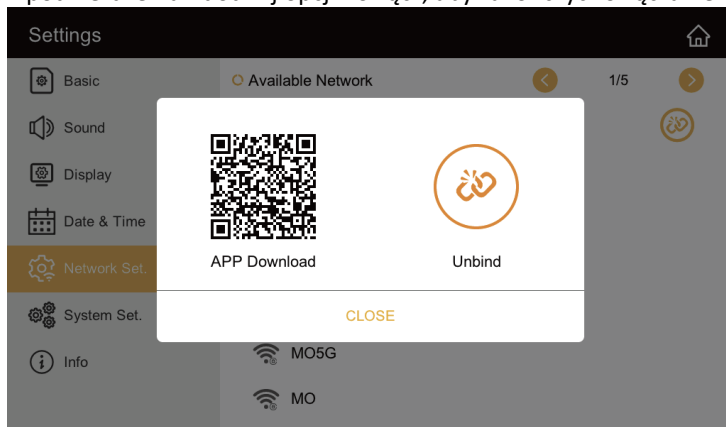 Settings
Basic
Available Network
1/5
Sound
Display
Date & Time
APP Download
Unbind
Network Set.
System Set.
CLOSE
Info
MO5G
MO